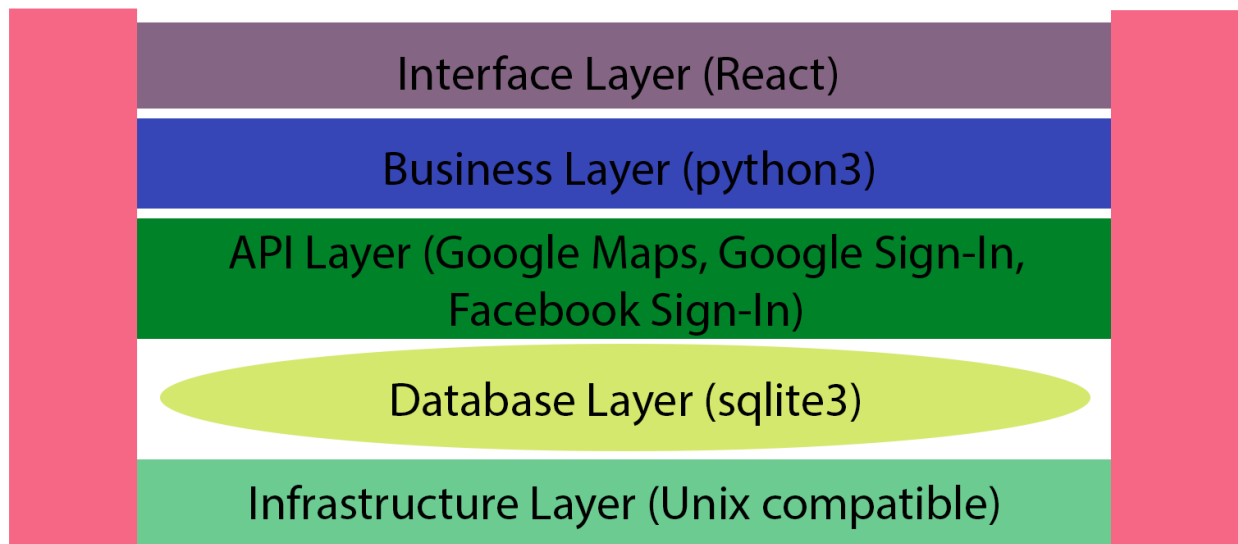 Interface Layer (React)
Business Layer (python3)
API Layer (Google Maps, Google Sign-In,
Facebook Sign-In)
Database Layer (sqlite3)
Infrastructure Layer (Unix compatible)